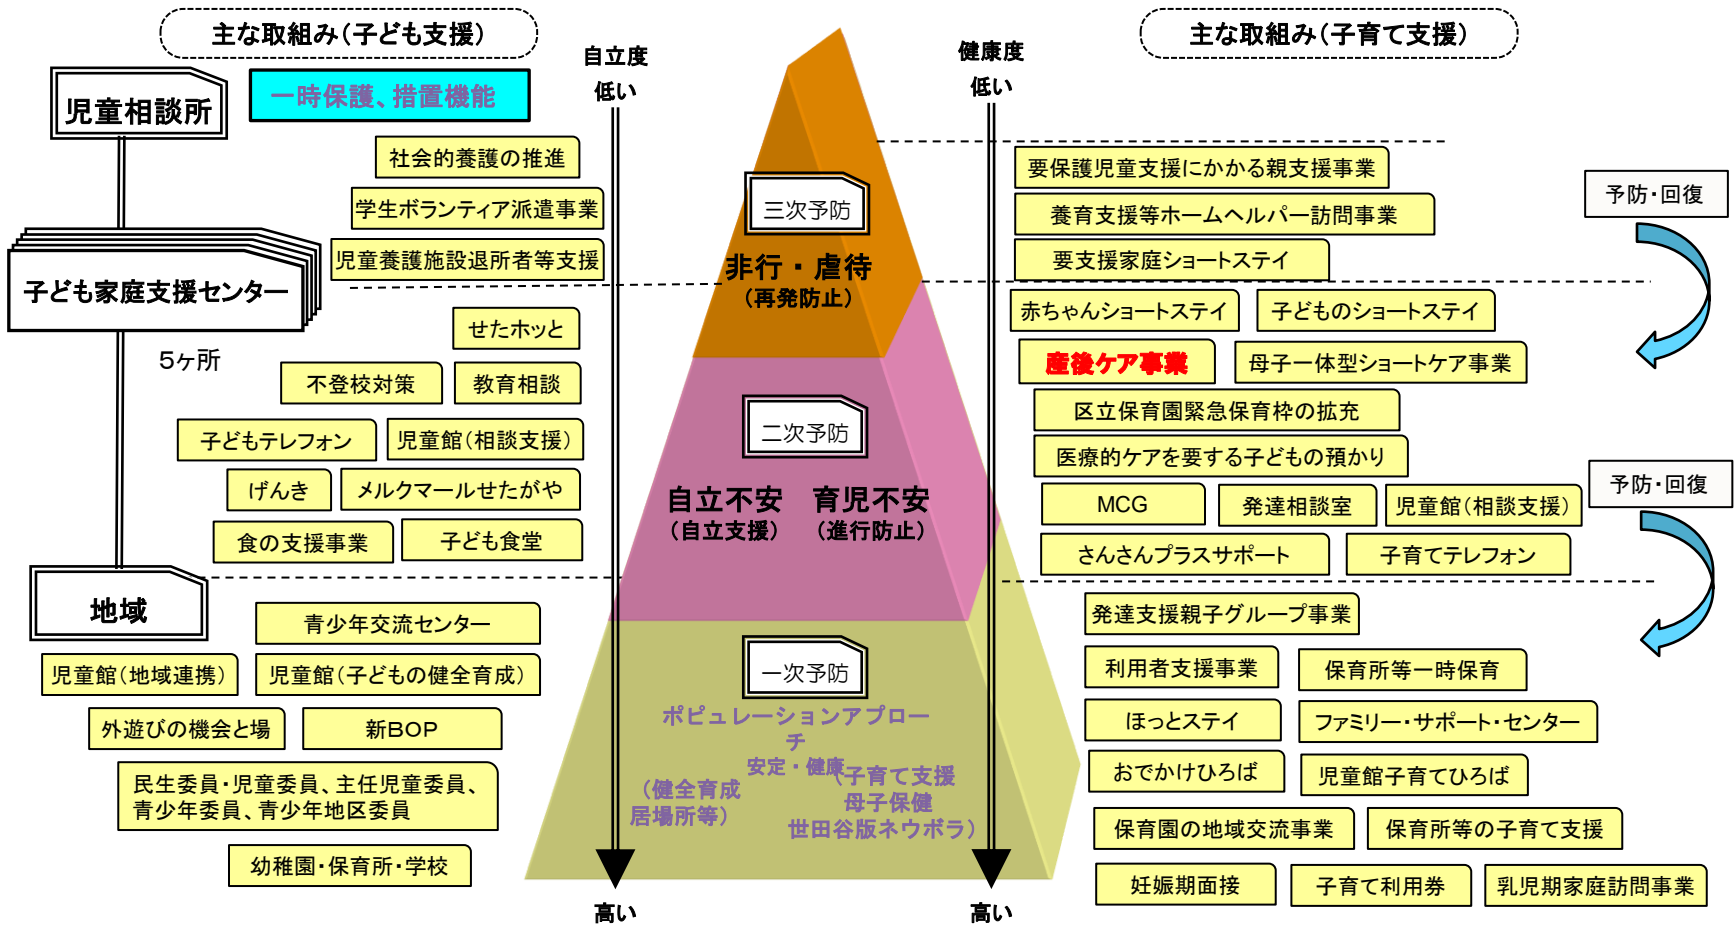 主な取組み（子ども支援）
主な取組み（子育て支援）
自立度
低い
健康度
低い
児童相談所
一時保護、措置機能
社会的養護の推進
学生ボランティア派遣事業
児童養護施設退所者等支援
子ども家庭支援センター
5ヶ所
せたホッと
不登校対策
教育相談
子どもテレフォン
児童館（相談支援）
げんき
メルクマールせたがや
食の支援事業
子ども食堂
地域
青少年交流センター
児童館（地域連携）
児童館（子どもの健全育成）
外遊びの機会と場
新BOP
民生委員・児童委員、主任児童委員、
青少年委員、青少年地区委員
幼稚園・保育所・学校
高い
三次予防
非行・虐待
（再発防止）
二次予防
自立不安
（自立支援）
育児不安
（進行防止）
一次予防
ポピュレーションアプロー
チ
安定・健康
（健全育成
居場所等）
（子育て支援
母子保健
世田谷版ネウボラ）
高い
要保護児童支援にかかる親支援事業
養育支援等ホームヘルパー訪問事業
要支援家庭ショートステイ
予防・回復
赤ちゃんショートステイ
子どものショートステイ
産後ケア事業
母子一体型ショートケア事業
区立保育園緊急保育枠の拡充
医療的ケアを要する子どもの預かり
MCG
発達相談室
児童館（相談支援）
さんさんプラスサポート
子育てテレフォン
予防・回復
発達支援親子グループ事業
利用者支援事業
保育所等一時保育
ほっとステイ
ファミリー・サポート・センター
おでかけひろば
児童館子育てひろば
保育園の地域交流事業
保育所等の子育て支援
妊娠期面接
子育て利用券
乳児期家庭訪問事業